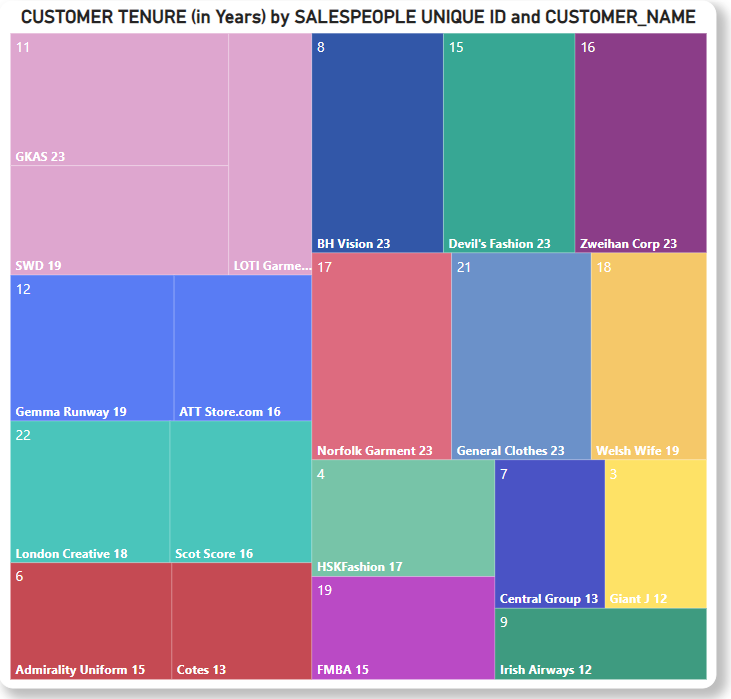 CUSTOMER TENURE (in Years) by SALESPEOPLE UNIQUE ID and CUSTOMER_NAME
11
GKAS 23
SWD 19
LOTI Garme...
12
Gemma Runway 19
ATT Store.com 16
22
London Creative 18
Scot Score 16
6
Admirality Uniform 15
Cotes 13
8
BH Vision 23
15
Devil's Fashion 23
16
Zweihan Corp 23
17
Norfolk Garment 23
21
General Clothes 23
18
Welsh Wife 19
4
HSKFashion 17
19
FMBA 15
7
Central Group 13
3
Giant J 12
9
Irish Airways 12